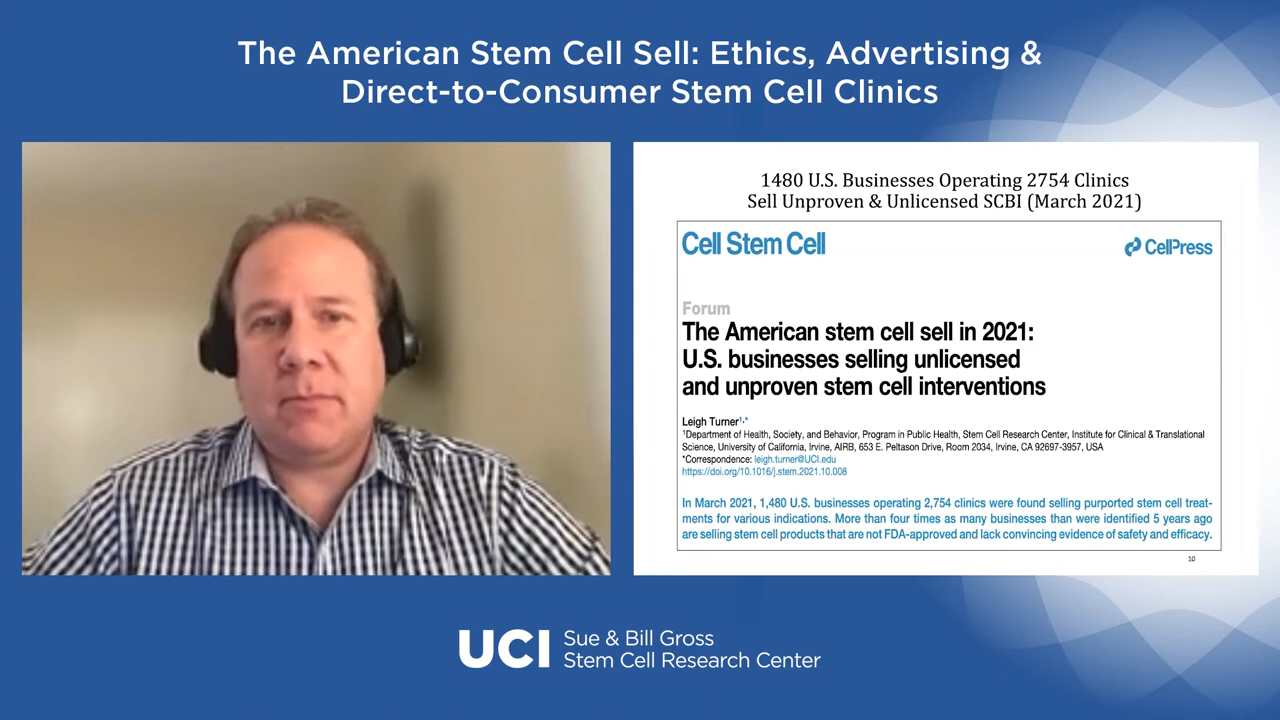 The American Stem Cell Sell: Ethics, Advertising &
Direct-to-Consumer Stem Cell Clinics
1480 U.S. Businesses Operating 2754 Clinics
Sell Unproven & Unlicensed SCBI (March 2021)
Cell Stem Cell
CellPress
Forum
The American stem cell sell in 2021:
U.S. businesses selling unlicensed
and unproven stem cell interventions
Leigh Turner1,*
1Department of Health, Society, and Behavior, Program in Public Health, Stem Cell Research Center, Institute for Clinical & Translational
Science, University of California, Irvine, AIRB, 653 E. Peltason Drive, Room 2034, Irvine, CA 92697-3957, USA
*Correspondence: leigh.turner@UCI.edu
https://doi.org/10.1016/j.stem.2021.10.008
In March 2021, 1,480 U.S. businesses operating 2,754 clinics were found selling purported stem cell treat-
ments for various indications. More than four times as many businesses than were identified 5 years ago
are selling stem cell products that are not FDA-approved and lack convincing evidence of safety and efficacy.
10
UCI Sue & Bill Gross
Stem Cell Research Center